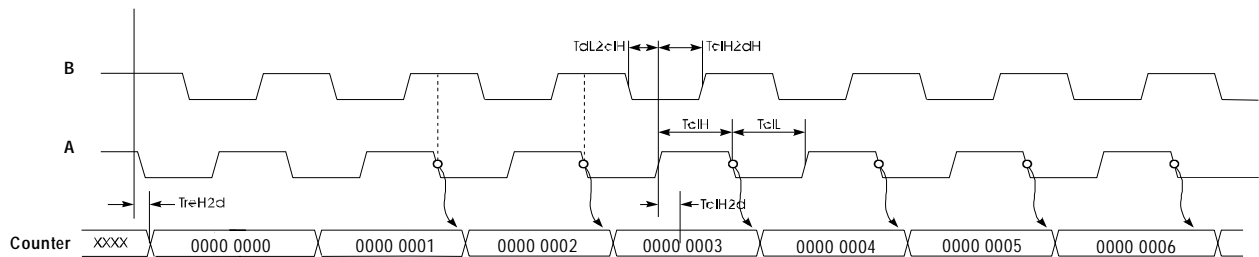 TdL2clH TclH2dH
B
TclH TclL
A
TreH2d TclH2d
Counter XXXX 0000 0000 0000 0001 0000 0002 0000 0003 0000 0004 0000 0005 0000 0006